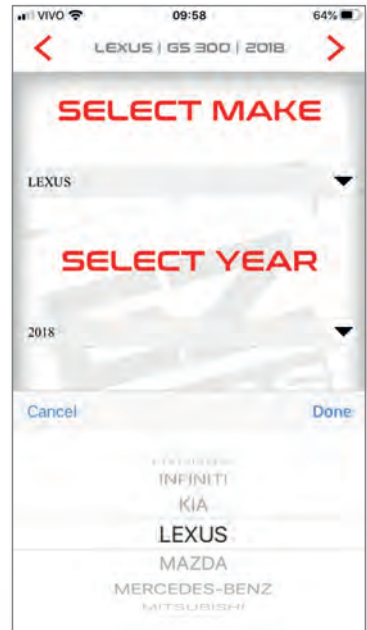 VIVO 09:58 64%
LEXUS | GS 300 | 2018
SELECT MAKE
LEXUS
SELECT YEAR
2018
Cancel Done
INFINITI
KIA
LEXUS
MAZDA
MERCEDES-BENZ
MITSUBISHI